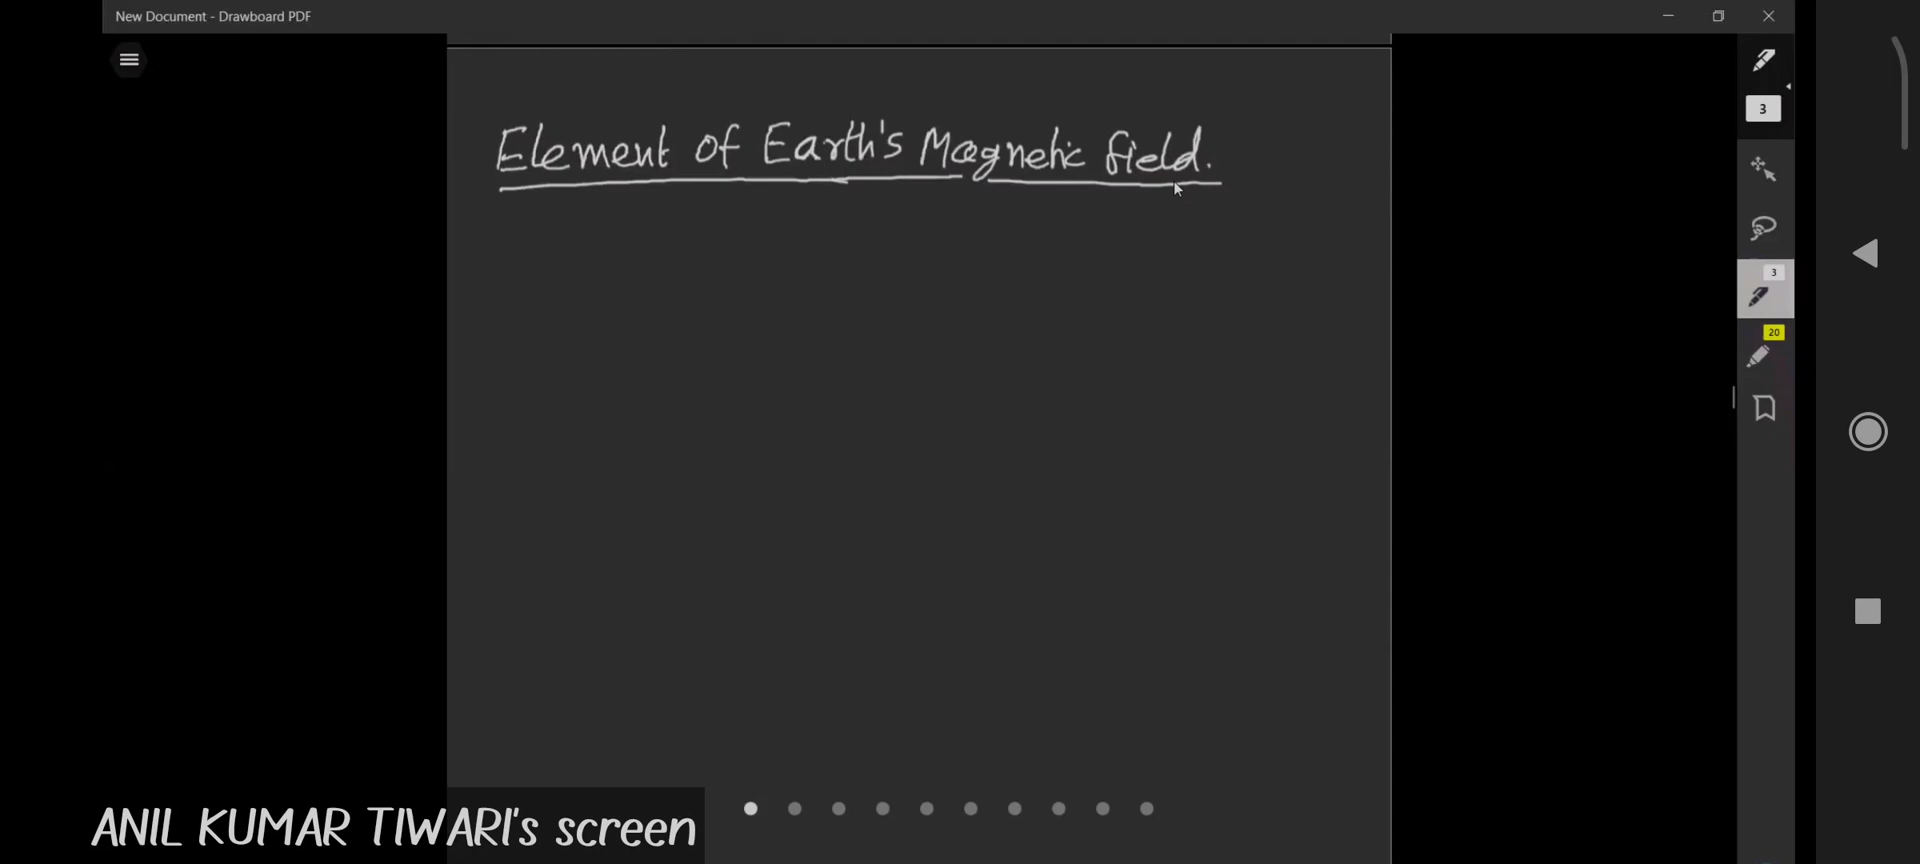 New Document - Drawboard PDF
3
Element of Earth's Magnetic field.
3
20
ANIL KUMAR TIWARI's screen